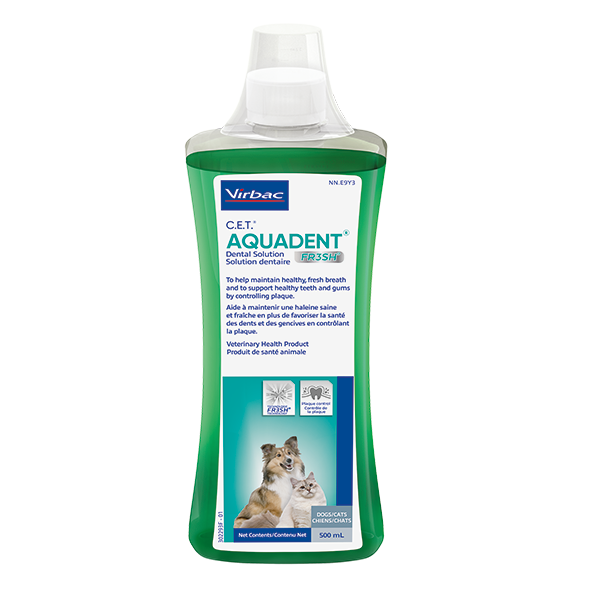 Virbac
NN.E9Y3
C.E.T.®
AQUADENT®
FR3SH™
Dental Solution
Solution dentaire
To help maintain healthy, fresh breath
and to support healthy teeth and gums
by controlling plaque.
Aide à maintenir une haleine saine
et fraîche en plus de favoriser la santé
des dents et des gencives en contrôlant
la plaque.
Veterinary Health Product
Produit de santé animale
FR3SH
Plaque control
Contrôle de
la plaque
DOGS/CATS
CHIENS/CHATS
Net Contents/Contenu Net
500 mL
302293F - 01